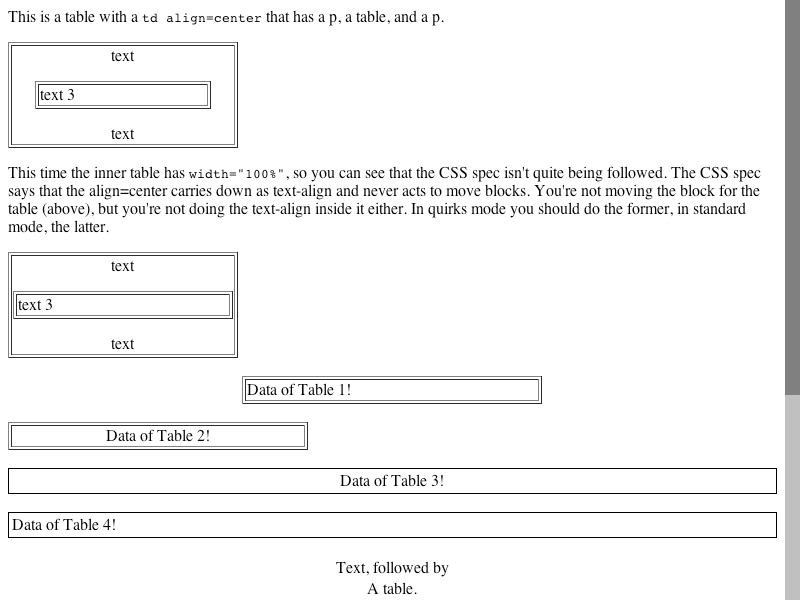 This is a table with a td align=center that has a p, a table, and a p.
text
text 3
text
This time the inner table has width="100%", so you can see that the CSS spec isn't quite being followed. The CSS spec
says that the align=center carries down as text-align and never acts to move blocks. You're not moving the block for the
table (above), but you're not doing the text-align inside it either. In quirks mode you should do the former, in standard
mode, the latter.
text
text 3
text
Data of Table 1!
Data of Table 2!
Data of Table 3!
Data of Table 4!
Text, followed by
A table.